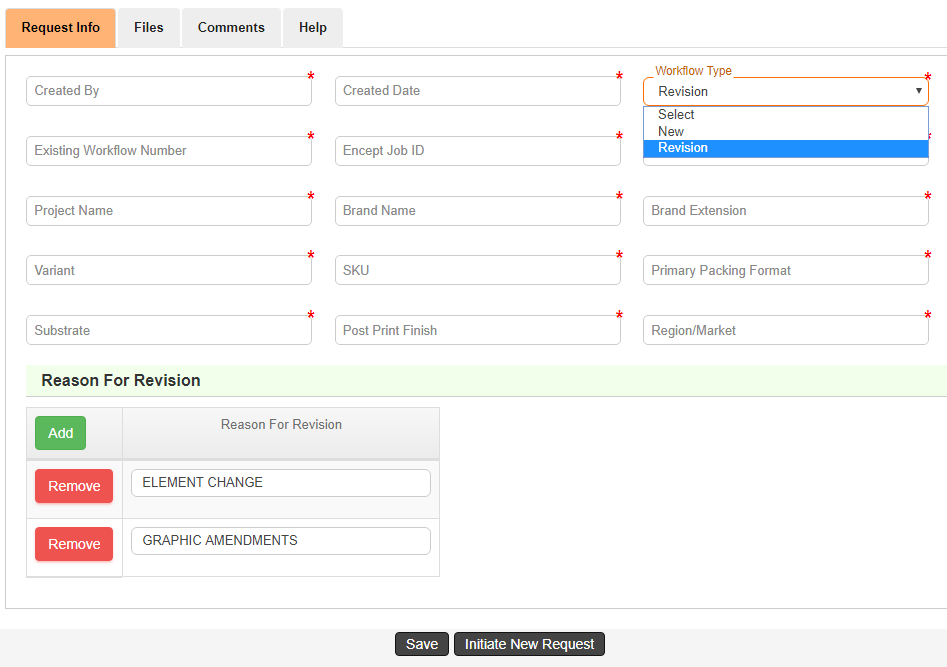 Request Info Files Comments Help
Workflow Type
Created By * Created Date * Revision *
Select
New
Revision
Existing Workflow Number * Encept Job ID *
Project Name * Brand Name * Brand Extension *
Variant * SKU * Primary Packing Format *
Substrate * Post Print Finish * Region/Market *
Reason For Revision
Add Reason For Revision
Remove ELEMENT CHANGE
Remove GRAPHIC AMENDMENTS
Save Initiate New Request